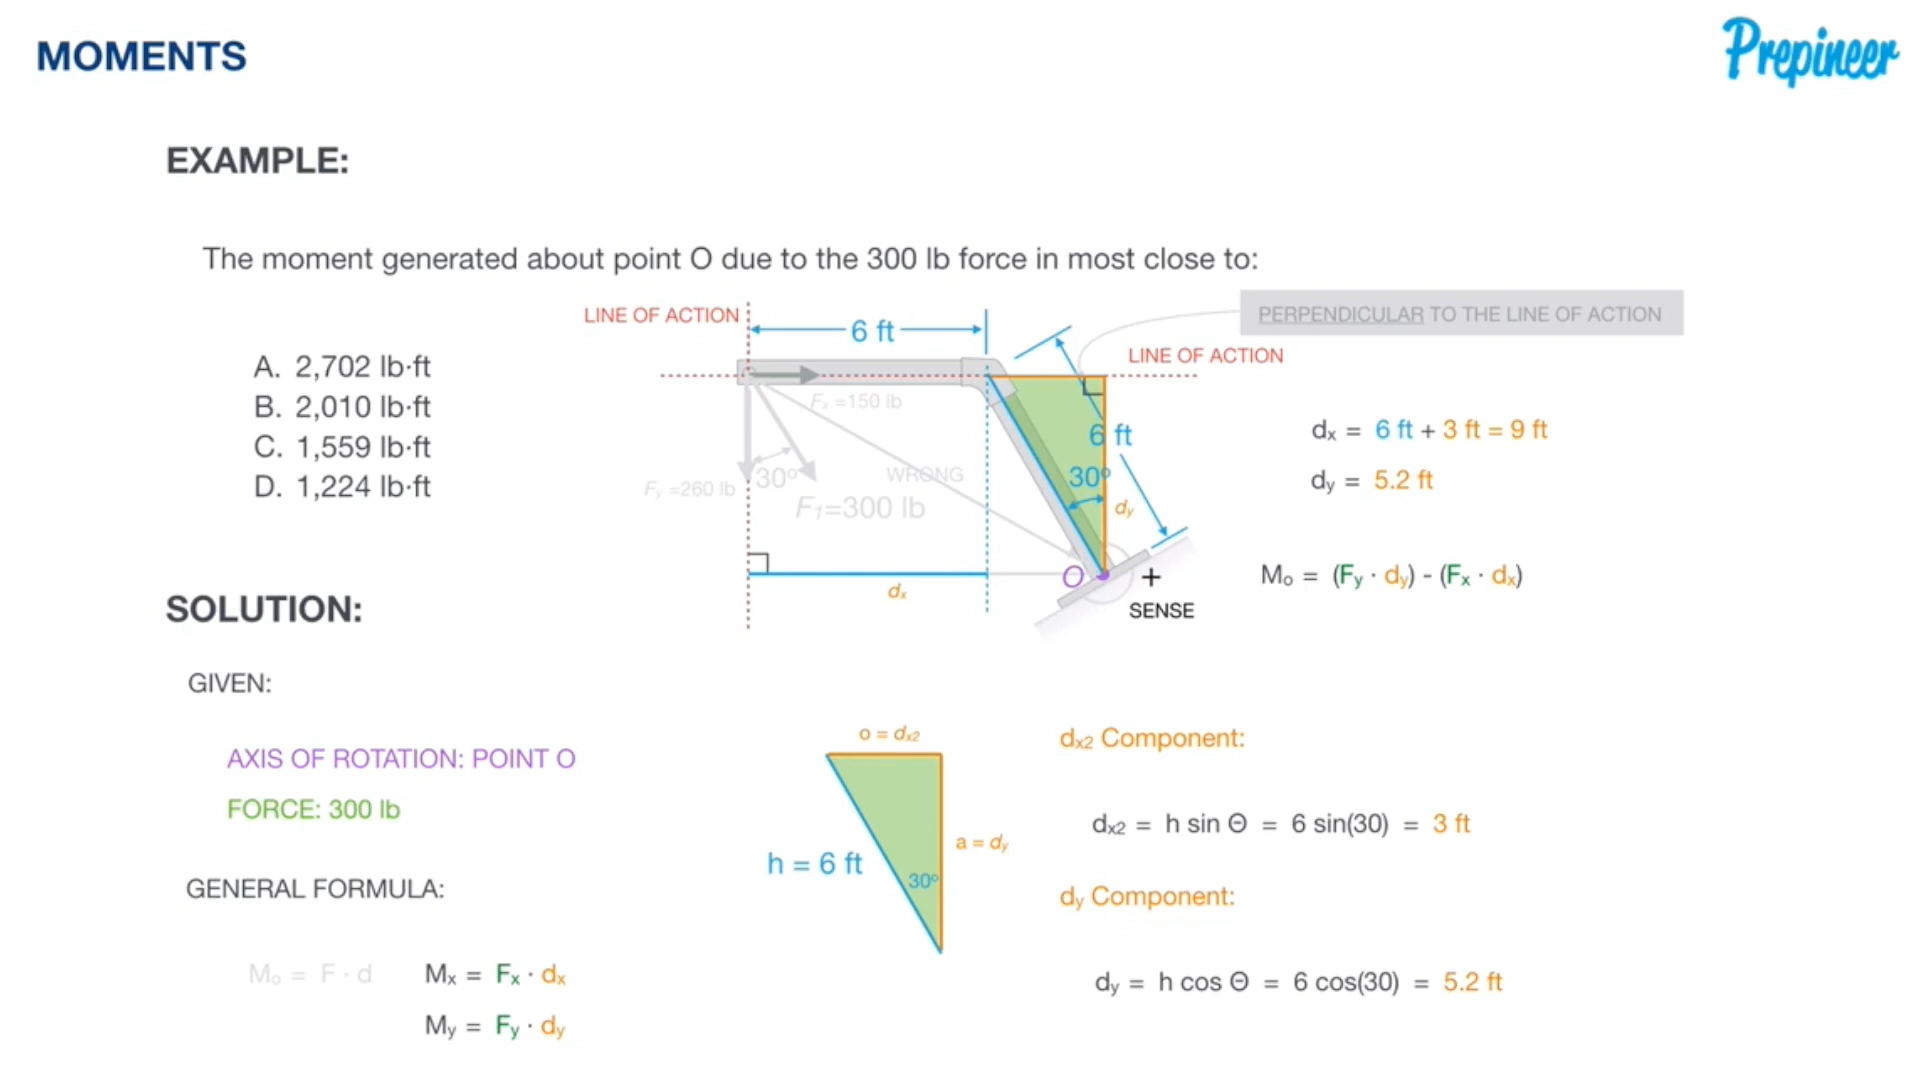 MOMENTS
Prepineer
EXAMPLE:
The moment generated about point O due to the 300 lb force in most close to:
A. 2,702 lb·ft
B. 2,010 lb·ft
C. 1,559 lb·ft
D. 1,224 lb·ft
LINE OF ACTION
6 ft
PERPENDICULAR TO THE LINE OF ACTION
LINE OF ACTION
Fx =150 lb
6 ft
30º
WRONG
30º
Fy =260 lb
F1=300 lb
dy
dx
O
+
SENSE
dx = 6 ft + 3 ft = 9 ft
dy = 5.2 ft
Mo = (Fy · dy) - (Fx · dx)
SOLUTION:
GIVEN:
AXIS OF ROTATION: POINT O
FORCE: 300 lb
GENERAL FORMULA:
Mo = F · d
Mx = Fx · dx
My = Fy · dy
o = dx2
h = 6 ft
a = dy
30º
dx2 Component:
dx2 = h sin Θ = 6 sin(30) = 3 ft
dy Component:
dy = h cos Θ = 6 cos(30) = 5.2 ft